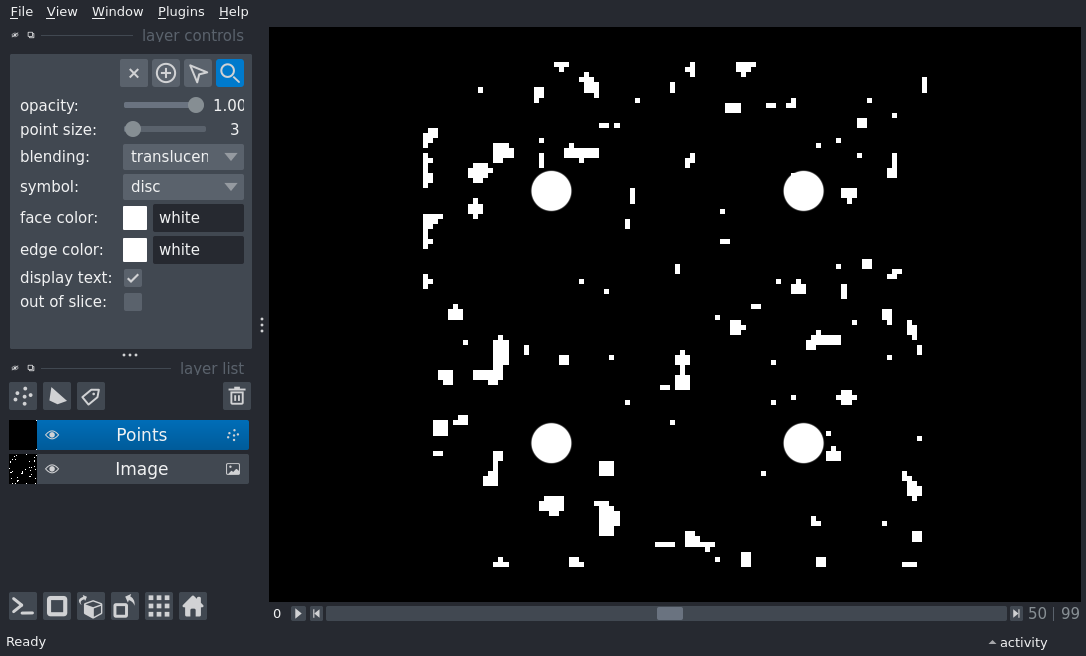 File View Window Plugins Help
layer controls
opacity: 1.00
point size: 3
blending: translucen
symbol: disc
face color: white
edge color: white
display text:
out of slice:
layer list
Points
Image
0 50 | 99
Ready activity